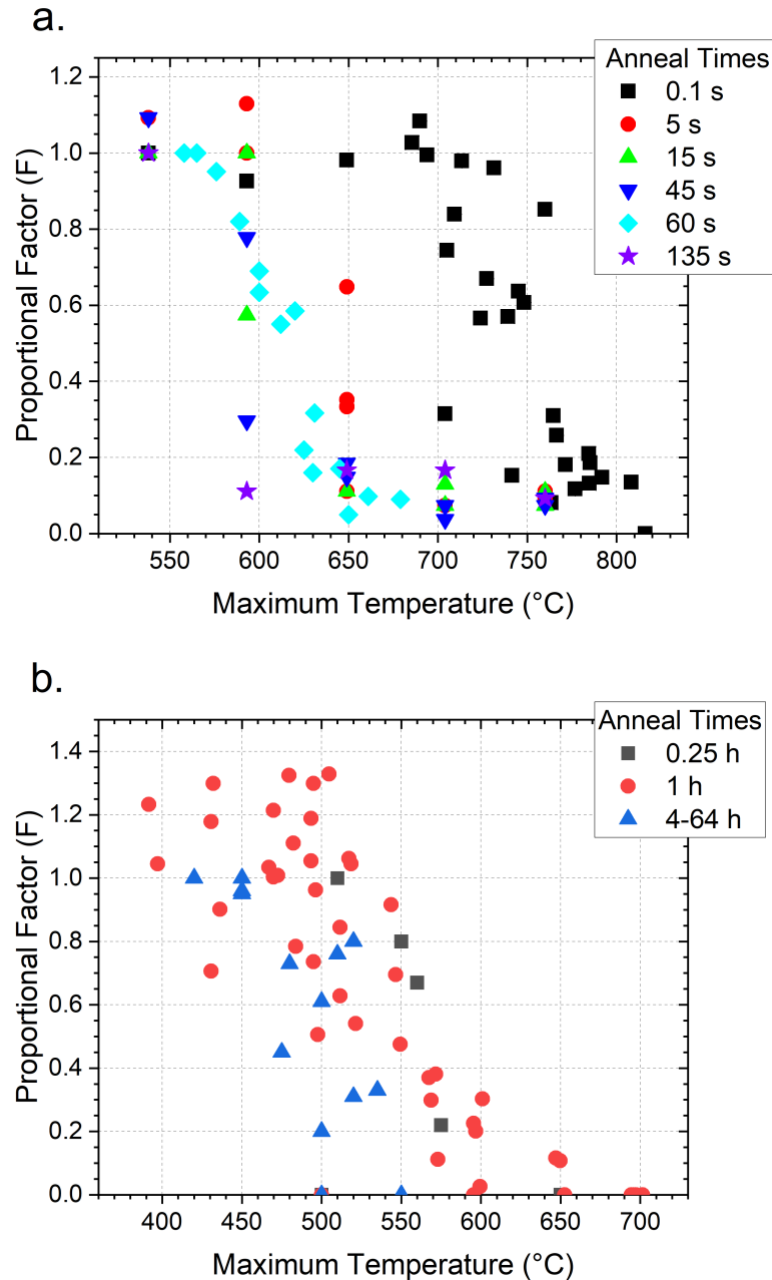 a.
Anneal Times
0.1 s
5 s
15 s
45 s
60 s
135 s
1.2
1.0
0.8
0.6
0.4
0.2
0.0
Proportional Factor (F)
550 600 650 700 750 800
Maximum Temperature (°C)
b.
Anneal Times
0.25 h
1 h
4-64 h
1.4
1.2
1.0
0.8
0.6
0.4
0.2
0.0
Proportional Factor (F)
400 450 500 550 600 650 700
Maximum Temperature (°C)